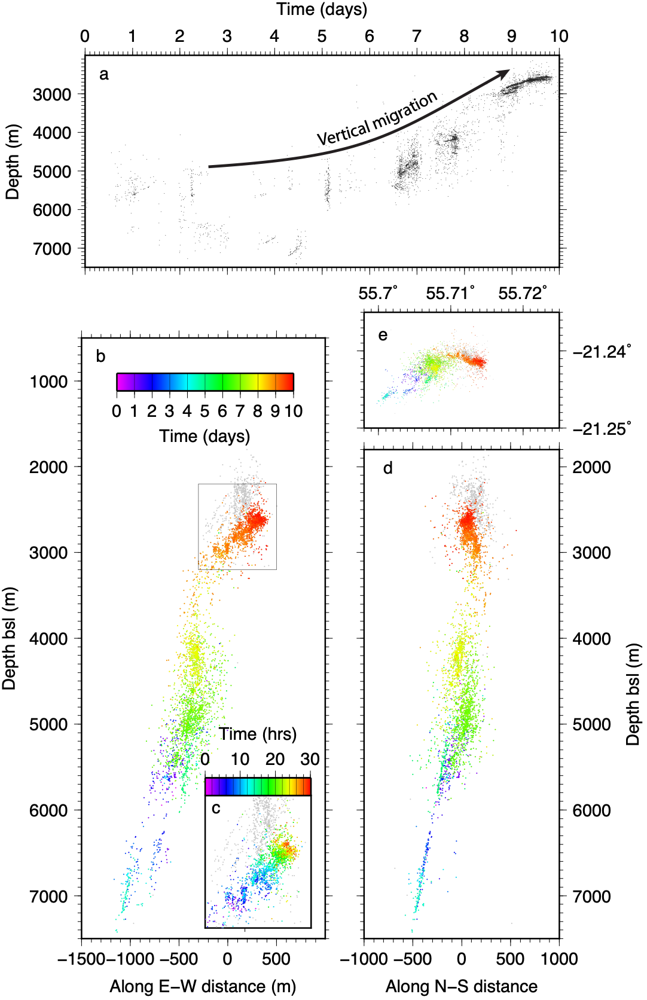 Time (days)
0 1 2 3 4 5 6 7 8 9 10
a
Vertical migration
Depth (m)
3000
4000
5000
6000
7000
55.7° 55.71° 55.72°
e
−21.24°
−21.25°
b
0 1 2 3 4 5 6 7 8 9 10
Time (days)
Depth bsl (m)
1000
2000
3000
4000
5000
6000
7000
Time (hrs)
0 10 20 30
c
−1500 −1000 −500 0 500
Along E−W distance (m)
d
2000
3000
4000
5000
6000
7000
Depth bsl (m)
−1000 −500 0 500 1000
Along N−S distance